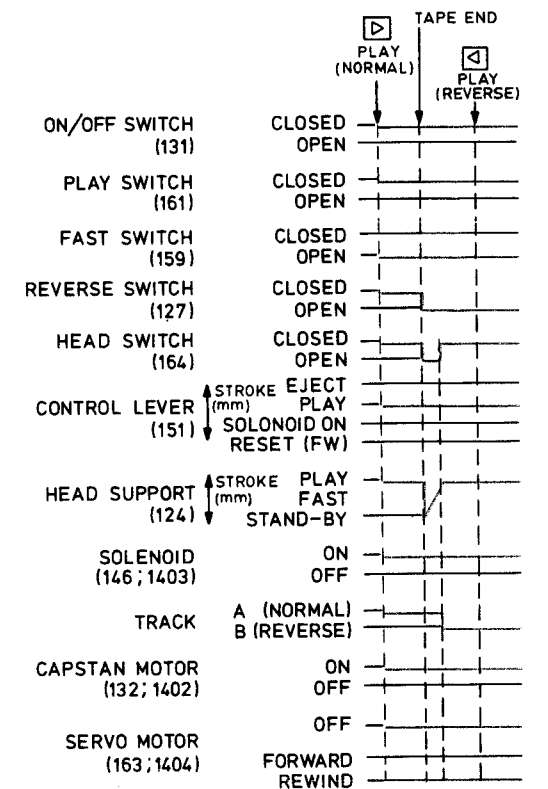 TAPE END
PLAY
(NORMAL)
PLAY
(REVERSE)
ON/OFF SWITCH
(131)
CLOSED
OPEN
PLAY SWITCH
(161)
CLOSED
OPEN
FAST SWITCH
(159)
CLOSED
OPEN
REVERSE SWITCH
(127)
CLOSED
OPEN
HEAD SWITCH
(164)
CLOSED
OPEN
CONTROL LEVER
(151)
STROKE
(mm)
EJECT
PLAY
SOLONOID ON
RESET (FW)
HEAD SUPPORT
(124)
STROKE
(mm)
PLAY
FAST
STAND-BY
SOLENOID
(146;1403)
ON
OFF
TRACK
A (NORMAL)
B (REVERSE)
CAPSTAN MOTOR
(132;1402)
ON
OFF
SERVO MOTOR
(163;1404)
OFF
FORWARD
REWIND